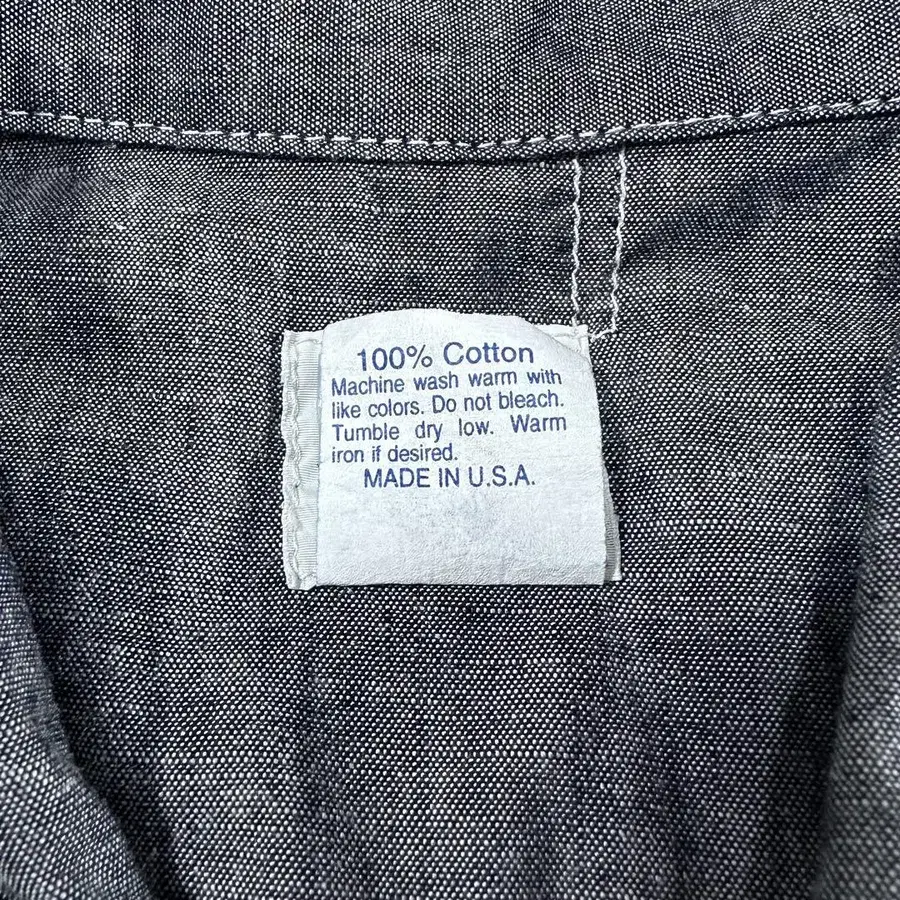 100% Cotton
Machine wash warm with
like colors. Do not bleach.
Tumble dry low. Warm
iron if desired.
MADE IN U.S.A.